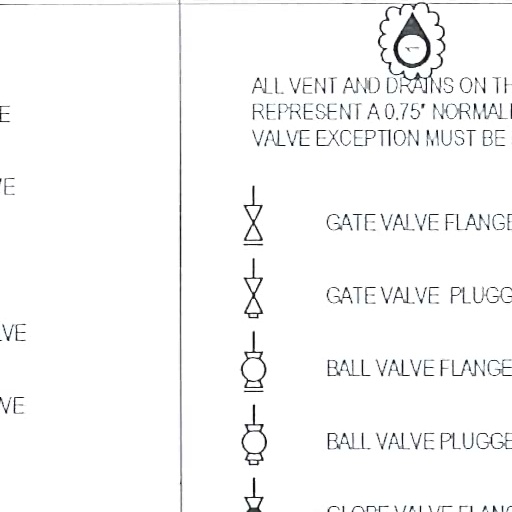 E
VE
LVE
VE
1
ALL VENT AND DRAINS ON TH
REPRESENT A 0.75" NORMALL
VALVE EXCEPTION MUST BE
GATE VALVE FLANGE
GATE VALVE PLUGG
BALL VALVE FLANGE
BALL VALVE PLUGGE
GLOBE VALVE FLANG